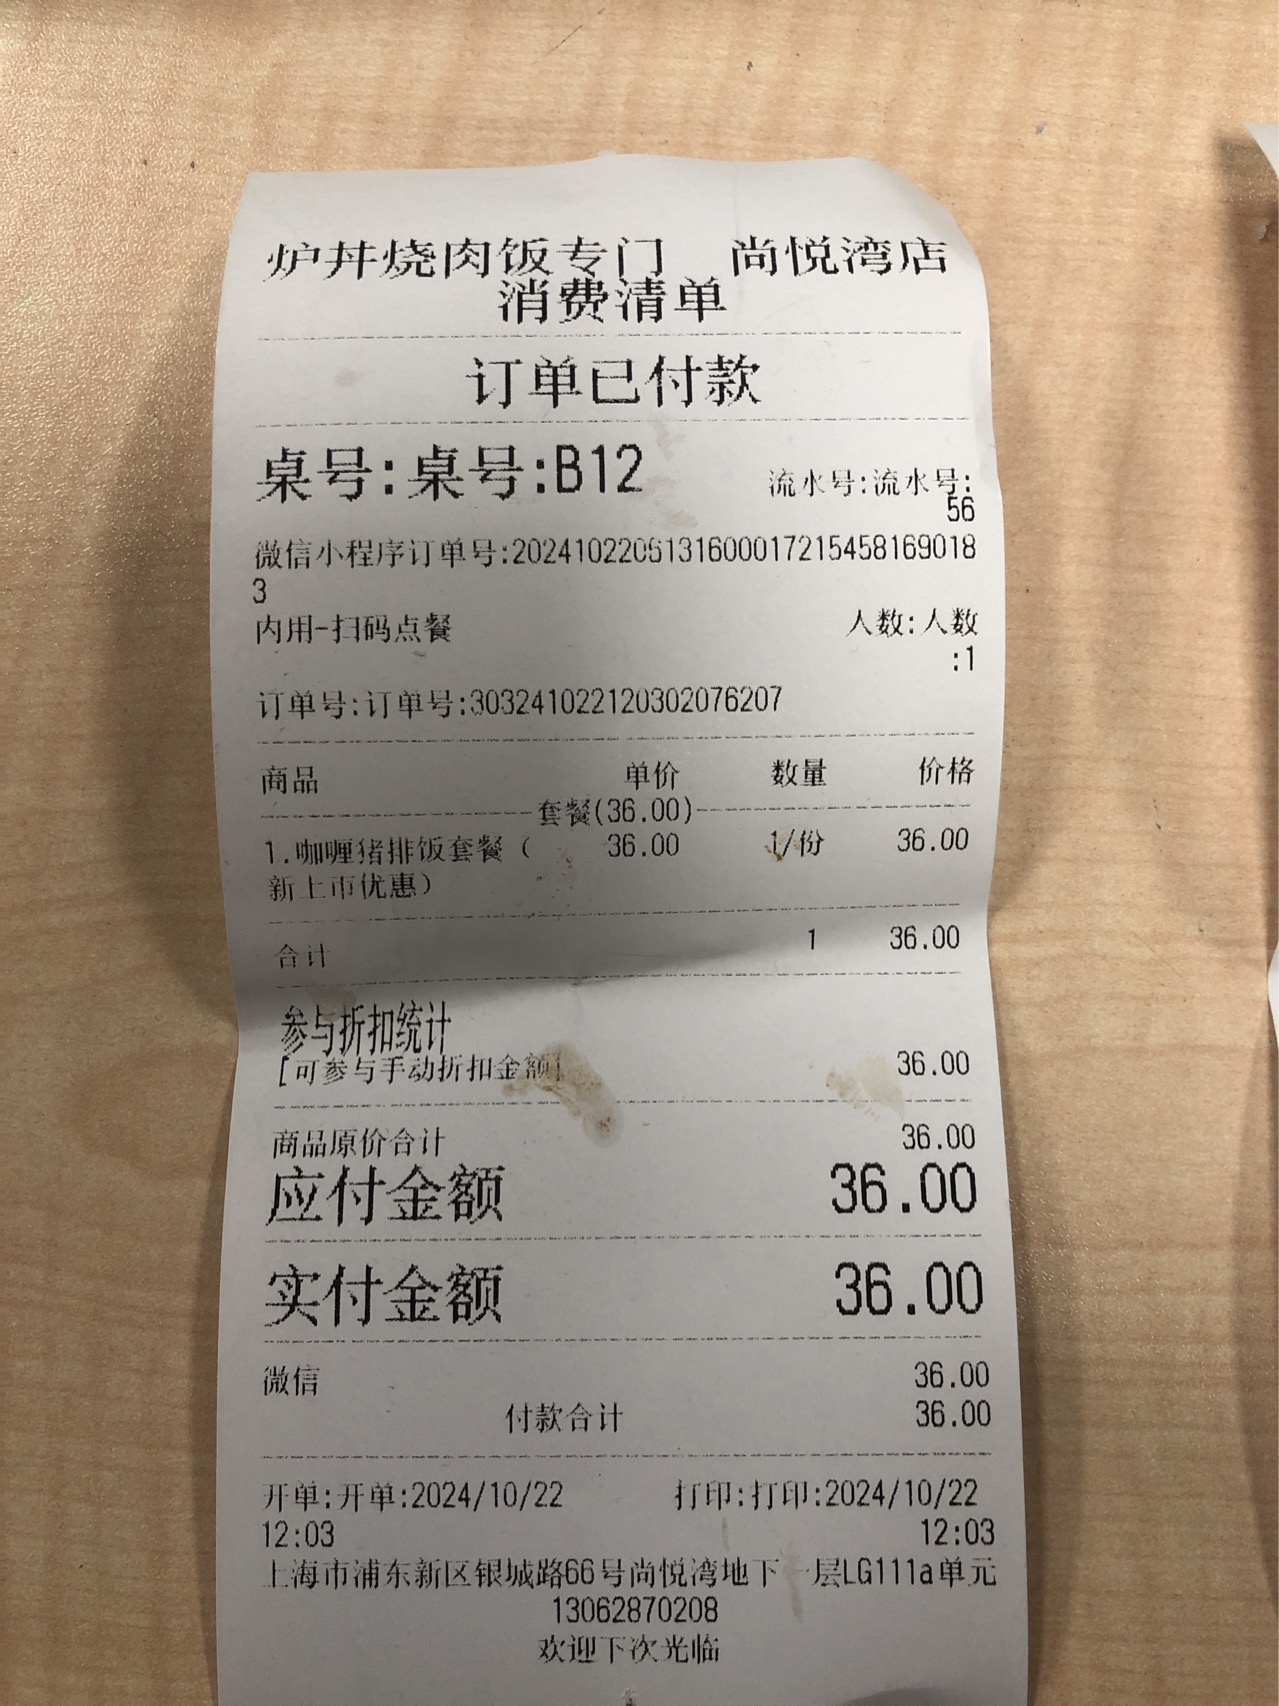 炉丼烧肉饭专门 尚悦湾店
消费清单
订单已付款
桌号:桌号:B12
流水号:流水号:
56
微信小程序订单号:2024102205131600017215458169018
3
内用-扫码点餐 人数:人数
:1
订单号:订单号:303241022120302076207
商品 单价 数量 价格
套餐(36.00)
1.咖喱猪排饭套餐( 36.00 1/份 36.00
新上市优惠)
合计 1 36.00
参与折扣统计
[可参与手动折扣金额] 36.00
商品原价合计 36.00
应付金额 36.00
实付金额 36.00
微信 36.00
付款合计 36.00
开单:开单:2024/10/22 打印:打印:2024/10/22
12:03 12:03
上海市浦东新区银城路66号尚悦湾地下一层LG111a单元
13062870208
欢迎下次光临